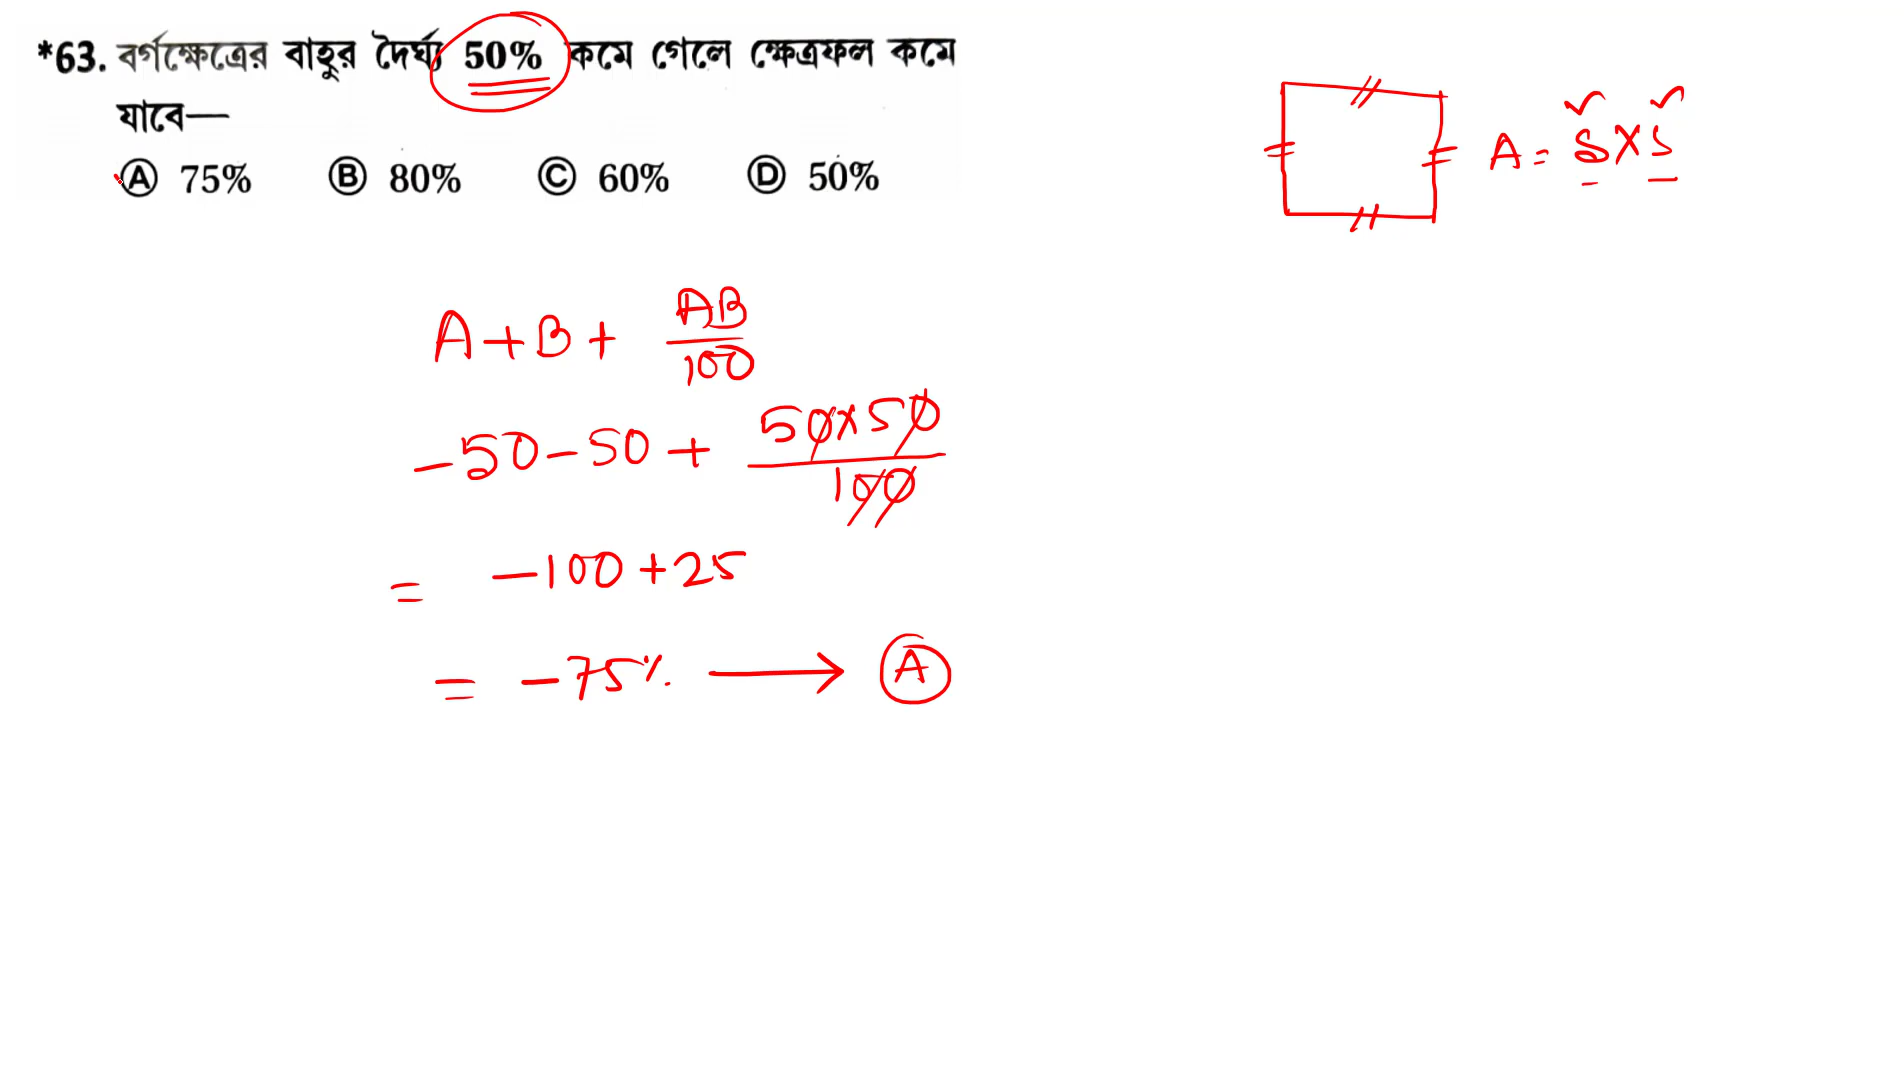 *63. বর্গক্ষেত্রের বাহুর দৈর্ঘ্য 50% কমে গেলে ক্ষেত্রফল কমে
যাবে—
Ⓐ 75% Ⓑ 80% Ⓒ 60% Ⓓ 50%
A = S × S
A + B + AB/100
-50 - 50 + 50×50/100
= -100 + 25
= -75% → Ⓐ